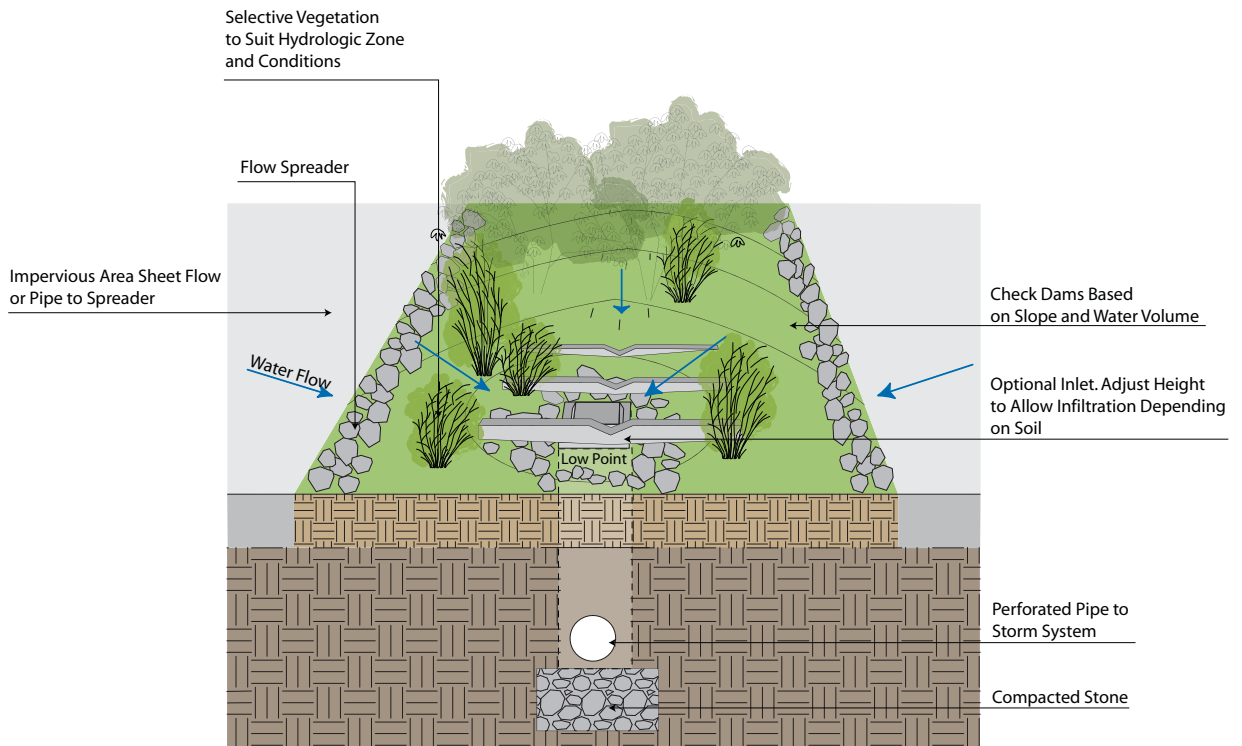 Selective Vegetation
to Suit Hydrologic Zone
and Conditions
Flow Spreader
Impervious Area Sheet Flow
or Pipe to Spreader
Water Flow
Check Dams Based
on Slope and Water Volume
Optional Inlet. Adjust Height
to Allow Infiltration Depending
on Soil
Low Point
Perforated Pipe to
Storm System
Compacted Stone